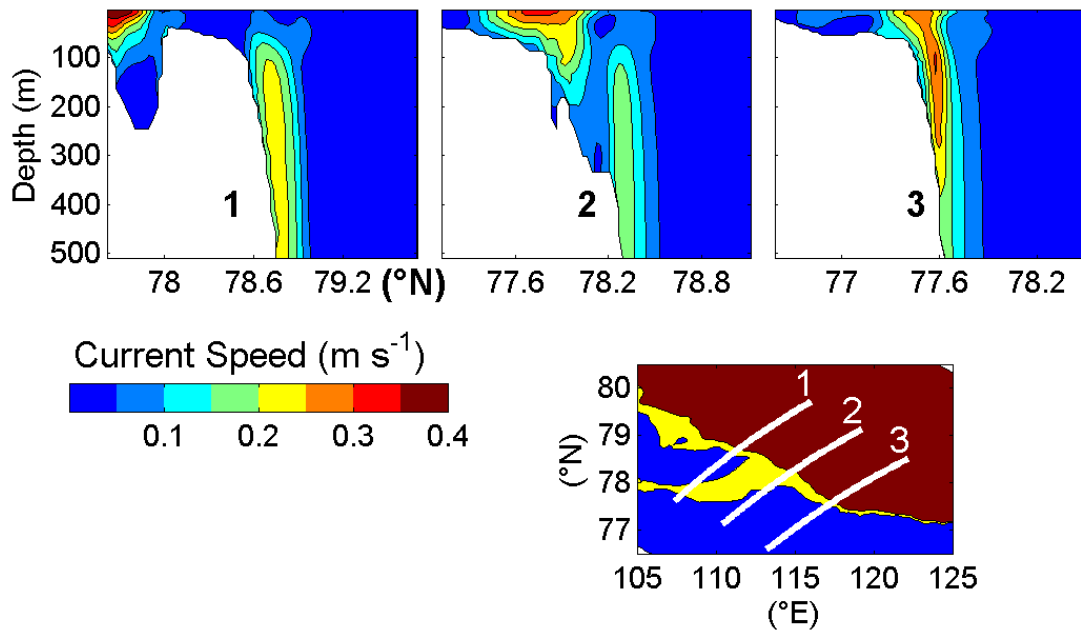 Depth (m)
100
200
300
400
500
1
2
3
78 78.6 79.2 (°N) 77.6 78.2 78.8 77 77.6 78.2
Current Speed (m s-1)
0.1 0.2 0.3 0.4
(°N)
80
79
78
77
1
2
3
105 110 115 120 125
(°E)